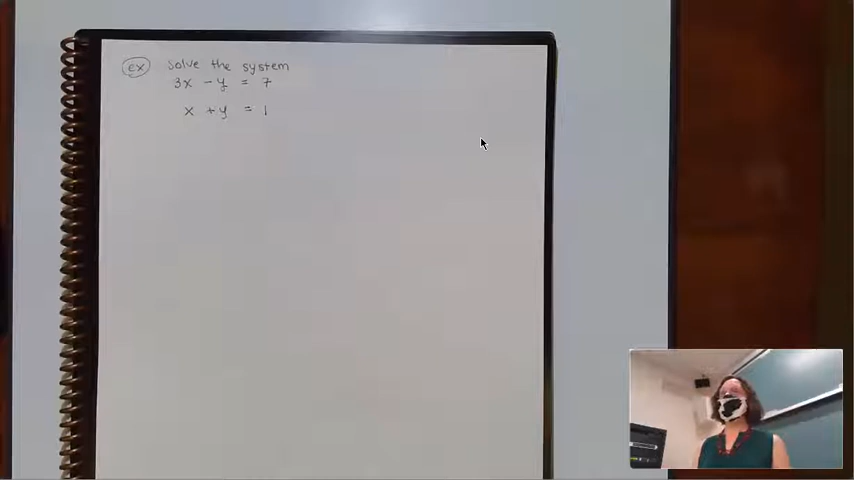 ex solve the system
3x - y = 7
x + y = 1